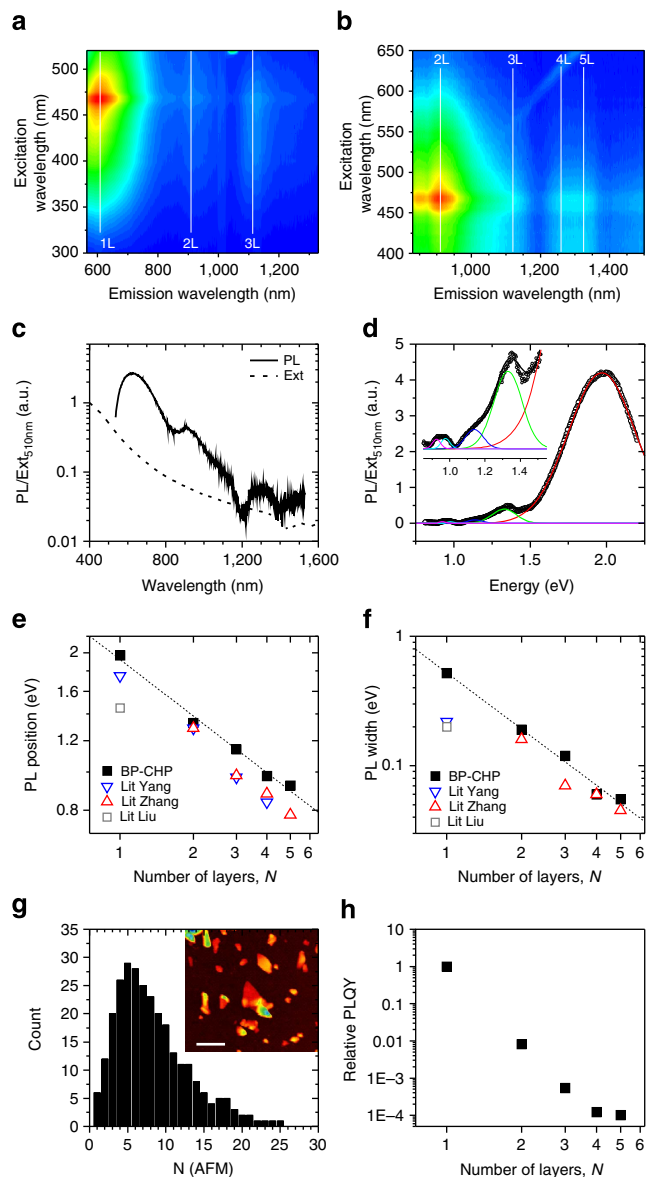 a
Excitation
wavelength (nm)
500
450
400
350
300
1L
2L
3L
600
800
1,000
1,200
Emission wavelength (nm)
b
Excitation
wavelength (nm)
650
600
550
500
450
400
2L
3L
4L
5L
1,000
1,200
1,400
Emission wavelength (nm)
c
PL/Ext510nm (a.u.)
1
0.1
0.01
PL
Ext
400
800
1,200
1,600
Wavelength (nm)
d
PL/Ext510nm (a.u.)
5
4
3
2
1
0
1.0
1.2
1.4
1.0
1.5
2.0
Energy (eV)
e
PL position (eV)
2
1.6
1.2
0.8
BP-CHP
Lit Yang
Lit Zhang
Lit Liu
1
2
3
4
5
6
Number of layers, N
f
PL width (eV)
1
0.1
BP-CHP
Lit Yang
Lit Zhang
Lit Liu
1
2
3
4
5
6
Number of layers, N
g
Count
35
30
25
20
15
10
5
0
0
5
10
15
20
25
30
N (AFM)
h
Relative PLQY
10
1
0.1
0.01
1E–3
1E–4
1
2
3
4
5
6
Number of layers, N